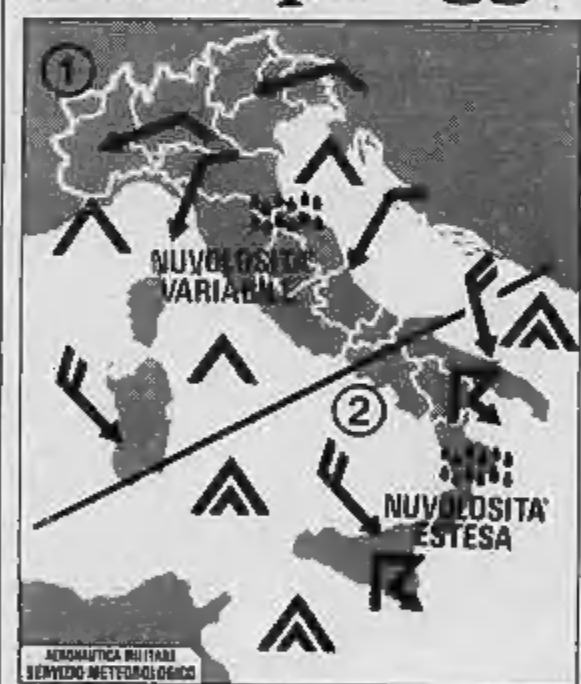 1
NUVOLOSITA'
VARIABILE
2
NUVOLOSITA'
ESTESA
AERONAUTICA MILITARE
SERVIZIO METEOROLOGICO